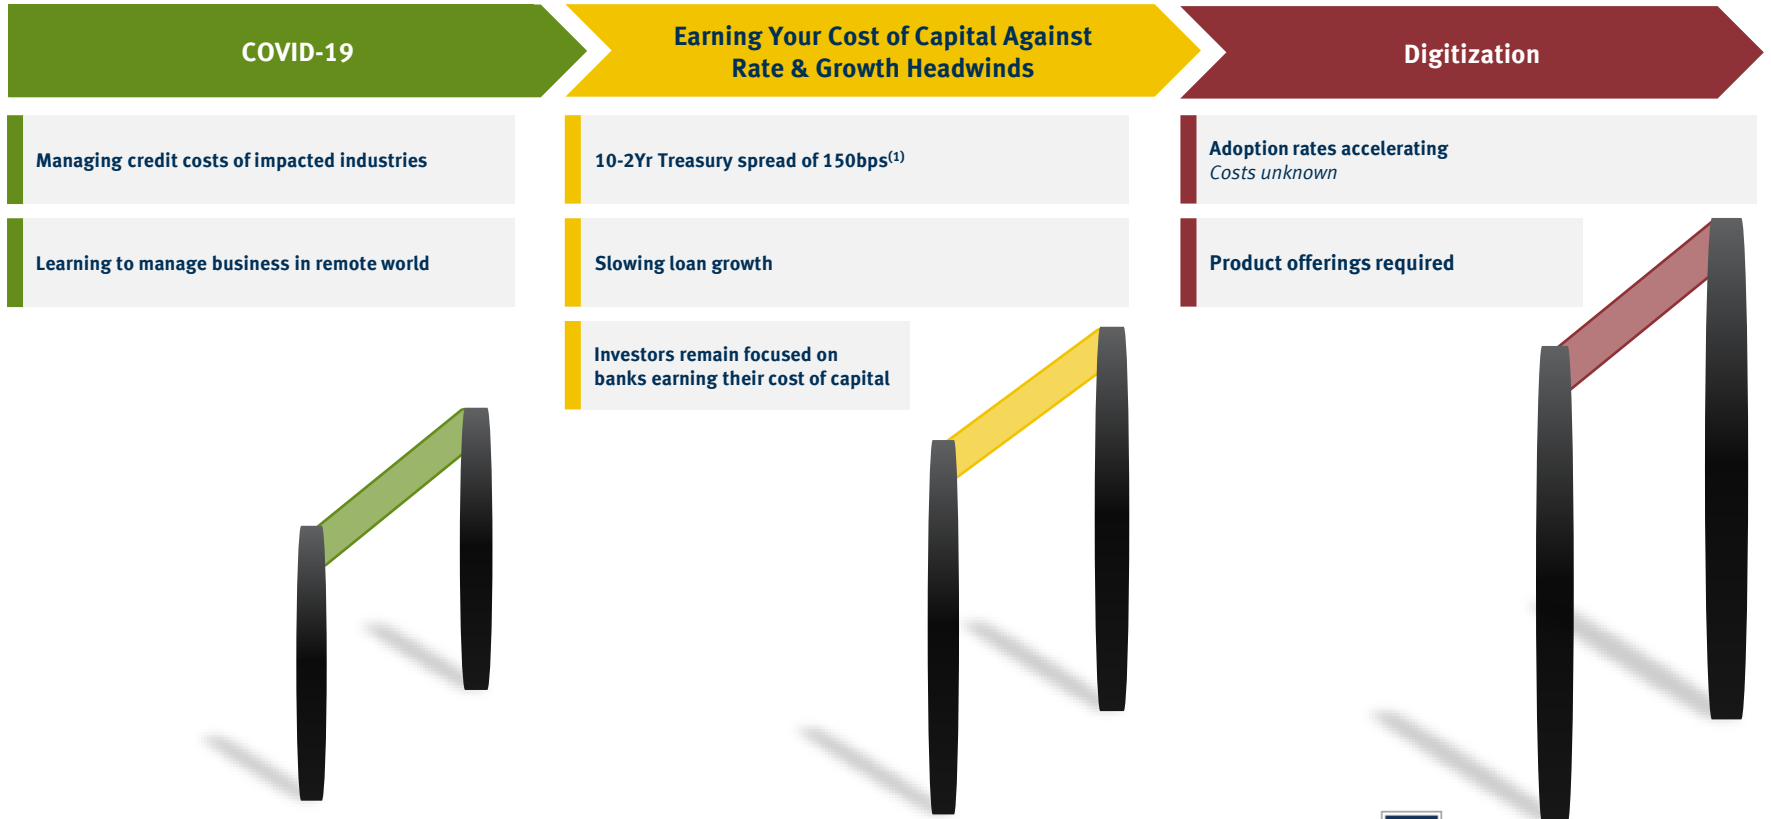 COVID-19
Earning Your Cost of Capital Against
Rate & Growth Headwinds
Digitization
Managing credit costs of impacted industries
Learning to manage business in remote world
10-2Yr Treasury spread of 150bps(1)
Slowing loan growth
Investors remain focused on
banks earning their cost of capital
Adoption rates accelerating
Costs unknown
Product offerings required